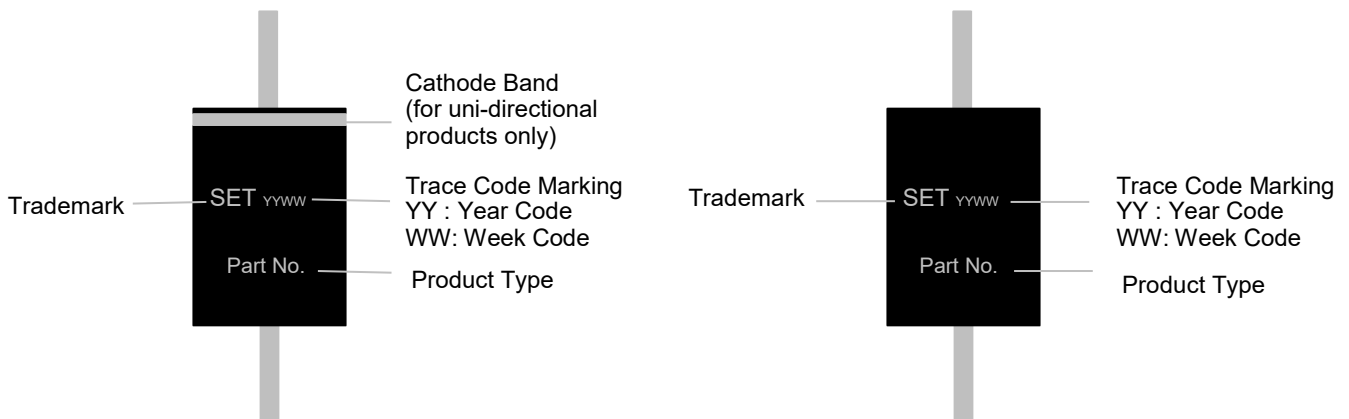 Cathode Band
(for uni-directional
products only)
Trademark
SET YYWW
Trace Code Marking
YY : Year Code
WW: Week Code
Part No.
Product Type
Trademark
SET YYWW
Trace Code Marking
YY : Year Code
WW: Week Code
Part No.
Product Type